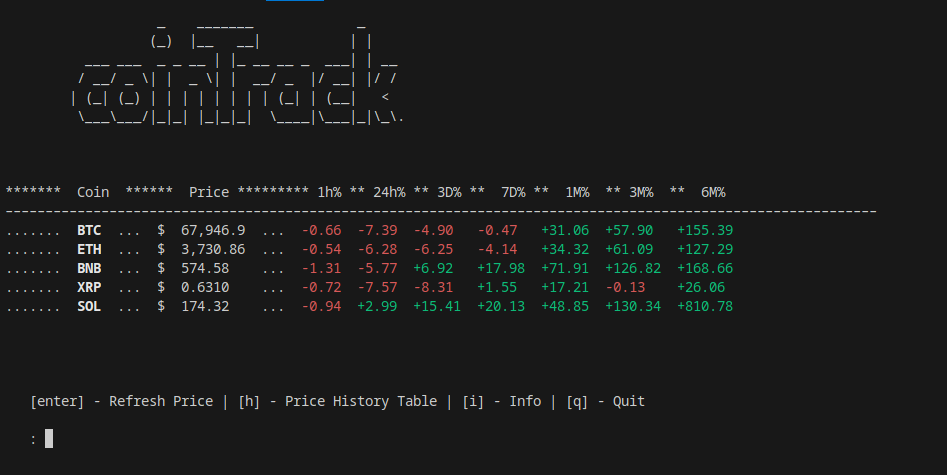 coinTrack
******* Coin ****** Price ********* 1h% ** 24h% ** 3D% ** 7D% ** 1M% ** 3M% ** 6M%
-------------------------------------------------------------------------------------------------------------
....... BTC ... $ 67,946.9 ... -0.66 -7.39 -4.90 -0.47 +31.06 +57.90 +155.39
....... ETH ... $ 3,730.86 ... -0.54 -6.28 -6.25 -4.14 +34.32 +61.09 +127.29
....... BNB ... $ 574.58 ... -1.31 -5.77 +6.92 +17.98 +71.91 +126.82 +168.66
....... XRP ... $ 0.6310 ... -0.72 -7.57 -8.31 +1.55 +17.21 -0.13 +26.06
....... SOL ... $ 174.32 ... -0.94 +2.99 +15.41 +20.13 +48.85 +130.34 +810.78
[enter] - Refresh Price | [h] - Price History Table | [i] - Info | [q] - Quit
: